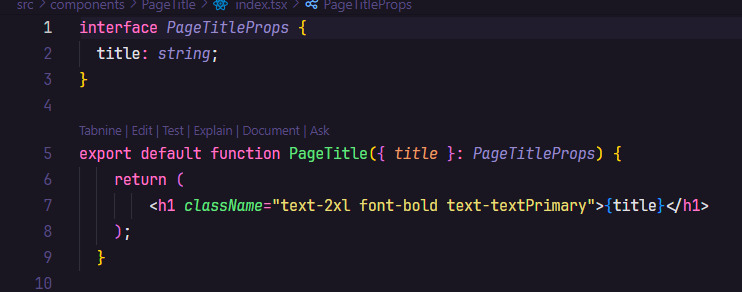 src > components > PageTitle > index.tsx > PageTitleProps
1 interface PageTitleProps {
2   title: string;
3 }
4
Tabnine | Edit | Test | Explain | Document | Ask
5 export default function PageTitle({ title }: PageTitleProps) {
6     return (
7         <h1 className="text-2xl font-bold text-textPrimary">{title}</h1>
8     );
9   }
10